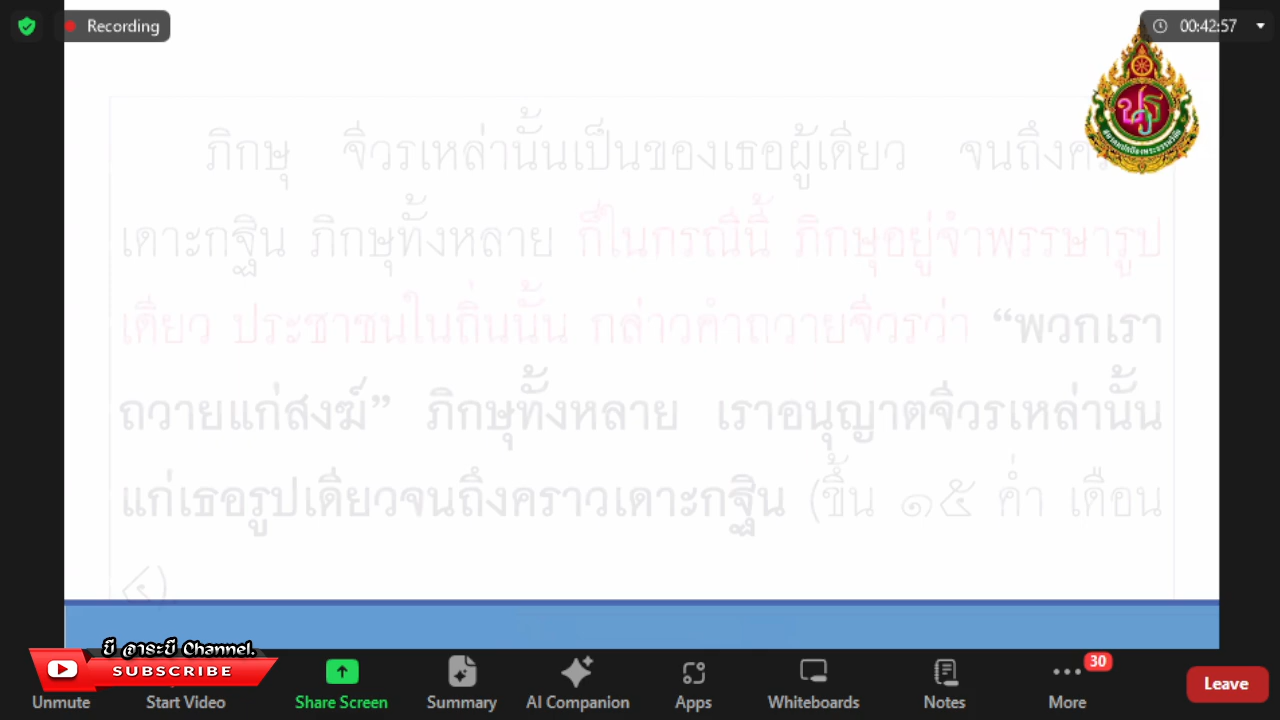 Recording
00:42:57
ภิกษุ จีวรเหล่านั้นเป็นของเธอผู้เดียว จนถึงคราว
เดาะกฐิน ภิกษุทั้งหลาย ก็ในกรณีนี้ ภิกษุอยู่จำพรรษารูป
เดียว ประชาชนในถิ่นนั้น กล่าวคำถวายจีวรว่า “พวกเรา
ถวายแก่สงฆ์” ภิกษุทั้งหลาย เราอนุญาตจีวรเหล่านั้น
แก่เธอรูปเดียวจนถึงคราวเดาะกฐิน (ขึ้น ๑๕ ค่ำ เดือน
๔).
บี อาระบี Channel.
SUBSCRIBE
Unmute Start Video Share Screen Summary AI Companion Apps Whiteboards Notes More 30 Leave